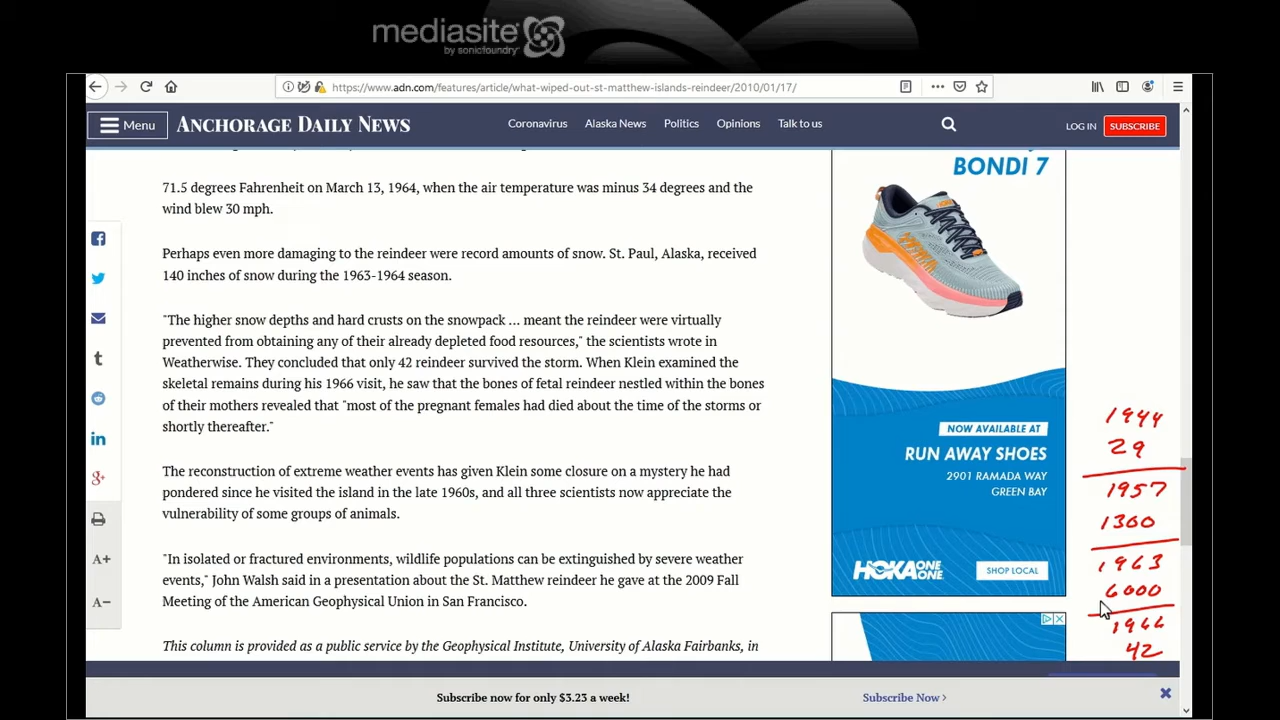 mediasite
by sonicfoundry
https://www.adn.com/features/article/what-wiped-out-st-matthew-islands-reindeer/2010/01/17/
Menu
ANCHORAGE DAILY NEWS
Coronavirus
Alaska News
Politics
Opinions
Talk to us
LOG IN
SUBSCRIBE
71.5 degrees Fahrenheit on March 13, 1964, when the air temperature was minus 34 degrees and the
wind blew 30 mph.
Perhaps even more damaging to the reindeer were record amounts of snow. St. Paul, Alaska, received
140 inches of snow during the 1963-1964 season.
"The higher snow depths and hard crusts on the snowpack ... meant the reindeer were virtually
prevented from obtaining any of their already depleted food resources," the scientists wrote in
Weatherwise. They concluded that only 42 reindeer survived the storm. When Klein examined the
skeletal remains during his 1966 visit, he saw that the bones of fetal reindeer nestled within the bones
of their mothers revealed that "most of the pregnant females had died about the time of the storms or
shortly thereafter."
The reconstruction of extreme weather events has given Klein some closure on a mystery he had
pondered since he visited the island in the late 1960s, and all three scientists now appreciate the
vulnerability of some groups of animals.
"In isolated or fractured environments, wildlife populations can be extinguished by severe weather
events," John Walsh said in a presentation about the St. Matthew reindeer he gave at the 2009 Fall
Meeting of the American Geophysical Union in San Francisco.
This column is provided as a public service by the Geophysical Institute, University of Alaska Fairbanks, in
A+
A-
BONDI 7
NOW AVAILABLE AT
RUN AWAY SHOES
2901 RAMADA WAY
GREEN BAY
HOKA ONE ONE
SHOP LOCAL
1944
29
1957
1300
1963
6000
1966
42
Subscribe now for only $3.23 a week!
Subscribe Now ›